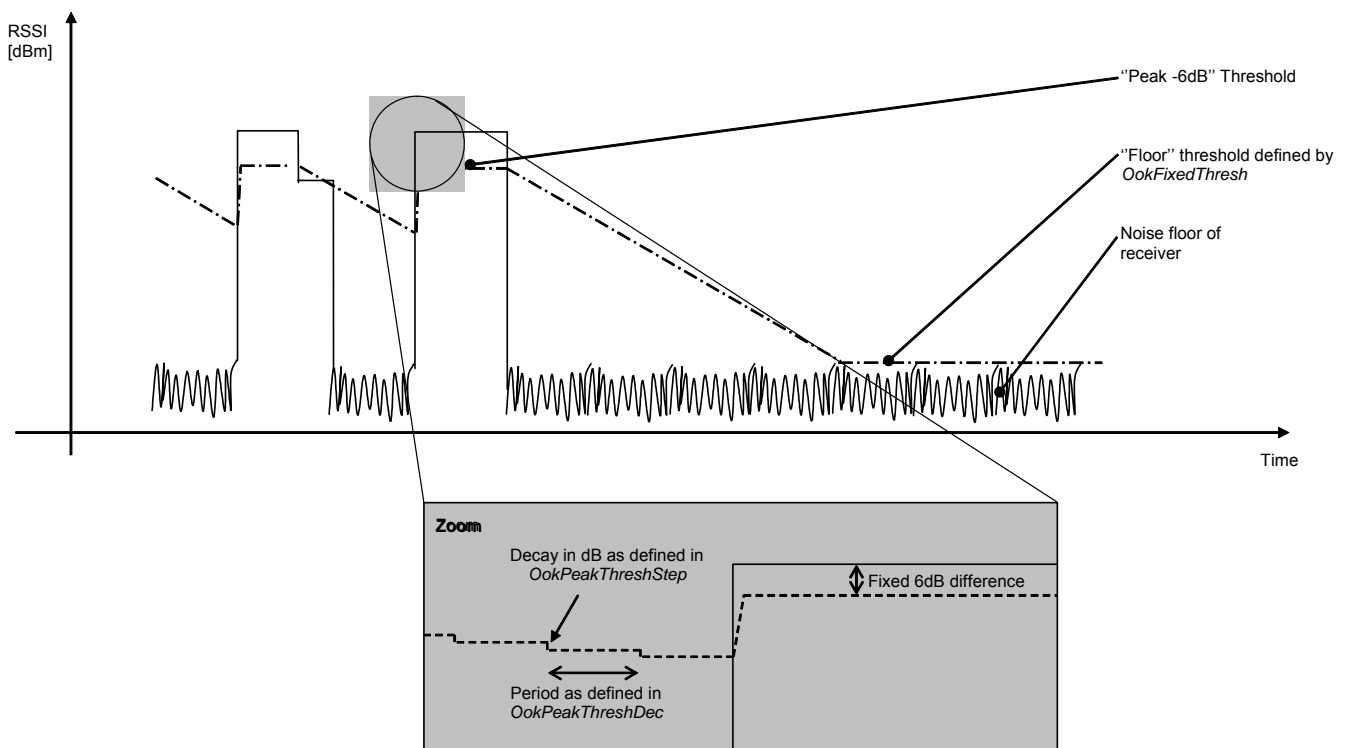 RSSI
[dBm]
‘’Peak -6dB’’ Threshold
‘’Floor’’ threshold defined by
OokFixedThresh
Noise floor of
receiver
Time
Zoom
Decay in dB as defined in
OokPeakThreshStep
Fixed 6dB difference
Period as defined in
OokPeakThreshDec